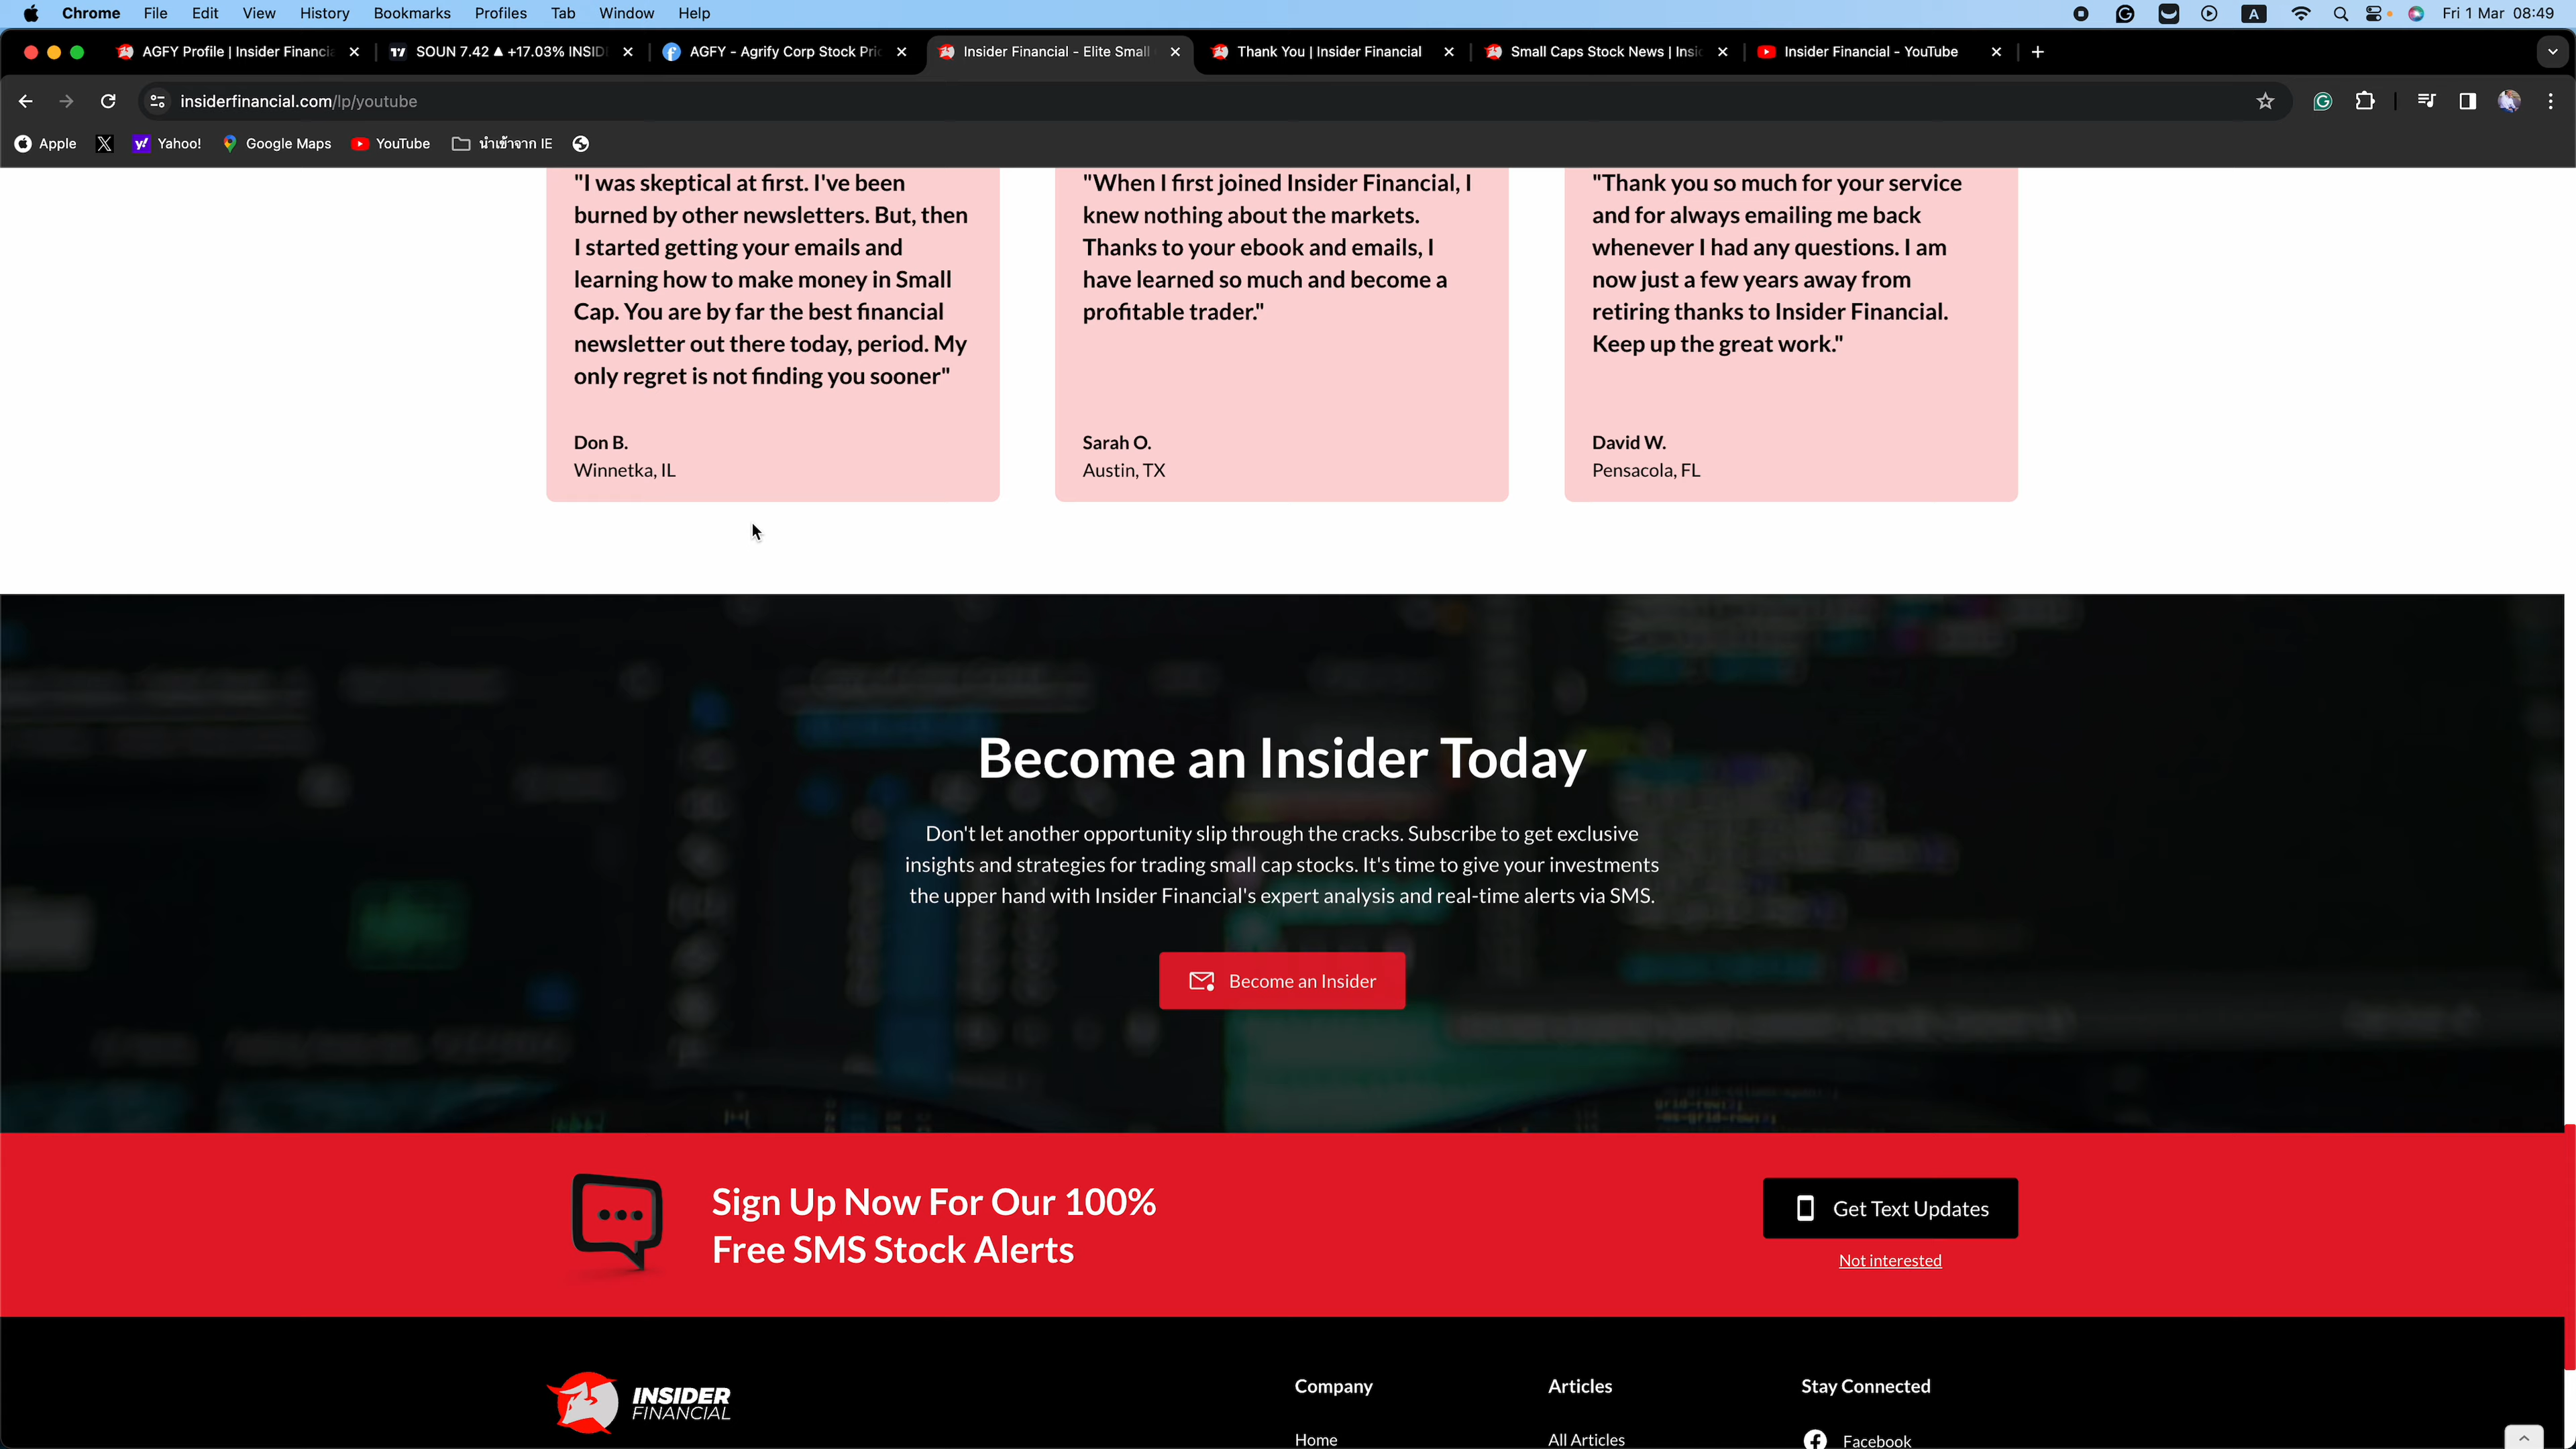 Chrome File Edit View History Bookmarks Profiles Tab Window Help A Fri 1 Mar 08:49
AGFY Profile | Insider Financia SOUN 7.42 ▲ +17.03% INSID AGFY - Agrify Corp Stock Pric Insider Financial - Elite Small Thank You | Insider Financial Small Caps Stock News | Insid Insider Financial - YouTube
insiderfinancial.com/lp/youtube
Apple Yahoo! Google Maps YouTube นำเข้าจาก IE
"I was skeptical at first. I've been
burned by other newsletters. But, then
I started getting your emails and
learning how to make money in Small
Cap. You are by far the best financial
newsletter out there today, period. My
only regret is not finding you sooner"
Don B.
Winnetka, IL
"When I first joined Insider Financial, I
knew nothing about the markets.
Thanks to your ebook and emails, I
have learned so much and become a
profitable trader."
Sarah O.
Austin, TX
"Thank you so much for your service
and for always emailing me back
whenever I had any questions. I am
now just a few years away from
retiring thanks to Insider Financial.
Keep up the great work."
David W.
Pensacola, FL
Become an Insider Today
Don't let another opportunity slip through the cracks. Subscribe to get exclusive
insights and strategies for trading small cap stocks. It's time to give your investments
the upper hand with Insider Financial's expert analysis and real-time alerts via SMS.
Become an Insider
Sign Up Now For Our 100%
Free SMS Stock Alerts
Get Text Updates
Not interested
INSIDER
FINANCIAL
Company
Home
Articles
All Articles
Stay Connected
Facebook